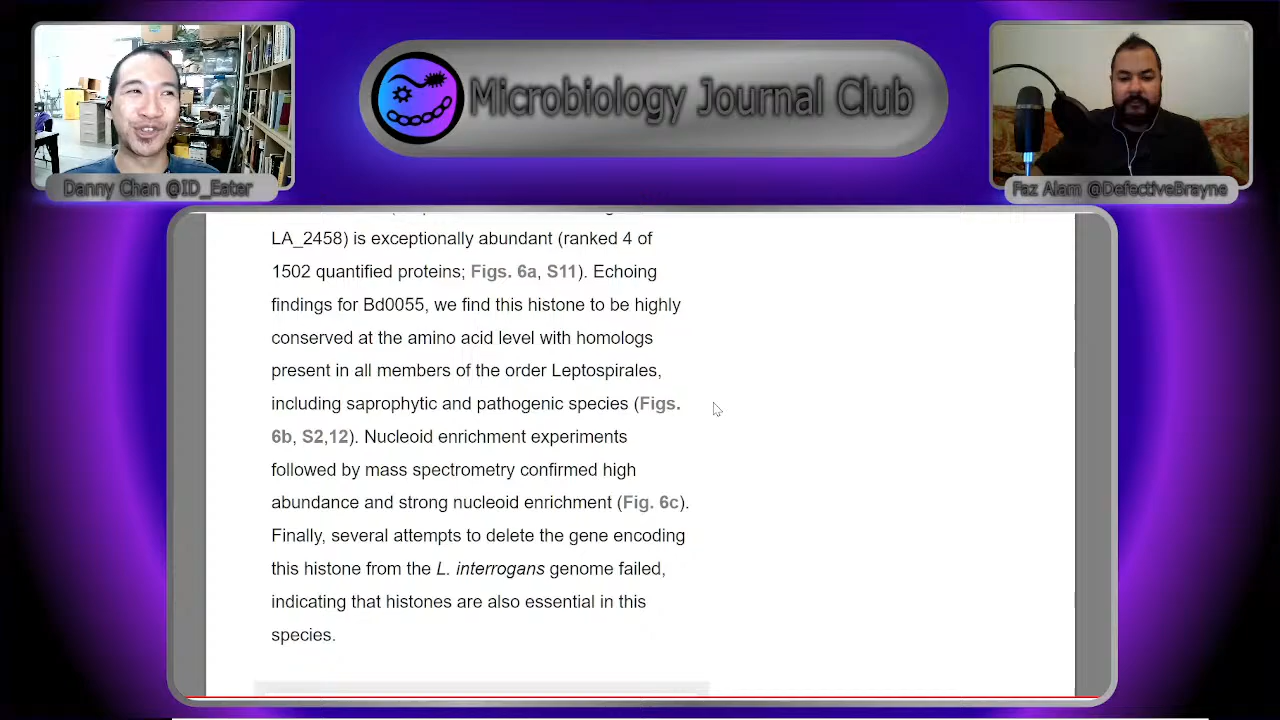 Microbiology Journal Club
Danny Chan @ID_Eater
Faz Alam @DefectiveBrayne
LA_2458) is exceptionally abundant (ranked 4 of
1502 quantified proteins; Figs. 6a, S11). Echoing
findings for Bd0055, we find this histone to be highly
conserved at the amino acid level with homologs
present in all members of the order Leptospirales,
including saprophytic and pathogenic species (Figs.
6b, S2,12). Nucleoid enrichment experiments
followed by mass spectrometry confirmed high
abundance and strong nucleoid enrichment (Fig. 6c).
Finally, several attempts to delete the gene encoding
this histone from the L. interrogans genome failed,
indicating that histones are also essential in this
species.